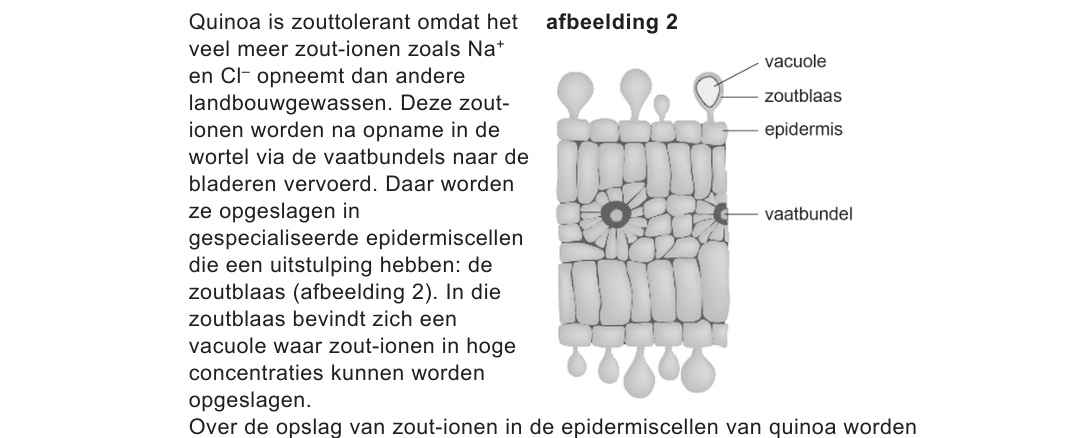 Quinoa is zouttolerant omdat het
veel meer zout-ionen zoals Na⁺
en Cl⁻ opneemt dan andere
landbouwgewassen. Deze zout-
ionen worden na opname in de
wortel via de vaatbundels naar de
bladeren vervoerd. Daar worden
ze opgeslagen in
gespecialiseerde epidermiscellen
die een uitstulping hebben: de
zoutblaas (afbeelding 2). In die
zoutblaas bevindt zich een
vacuole waar zout-ionen in hoge
concentraties kunnen worden
opgeslagen.
afbeelding 2
vacuole
zoutblaas
epidermis
vaatbundel
Over de opslag van zout-ionen in de epidermiscellen van quinoa worden